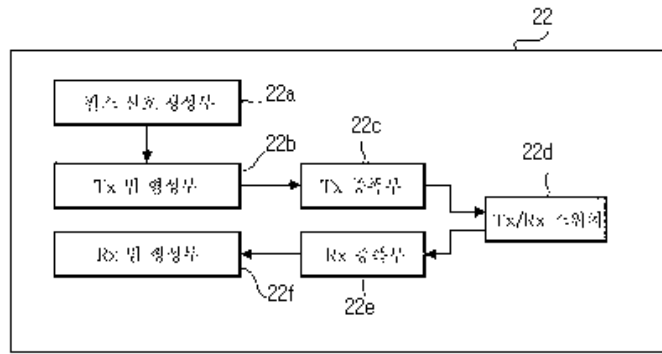 22
펄스 신호 생성부
22a
Tx 빔 형성부
22b
Tx 증폭부
22c
Tx/Rx 스위치
22d
Rx 증폭부
22e
Rx 빔 형성부
22f